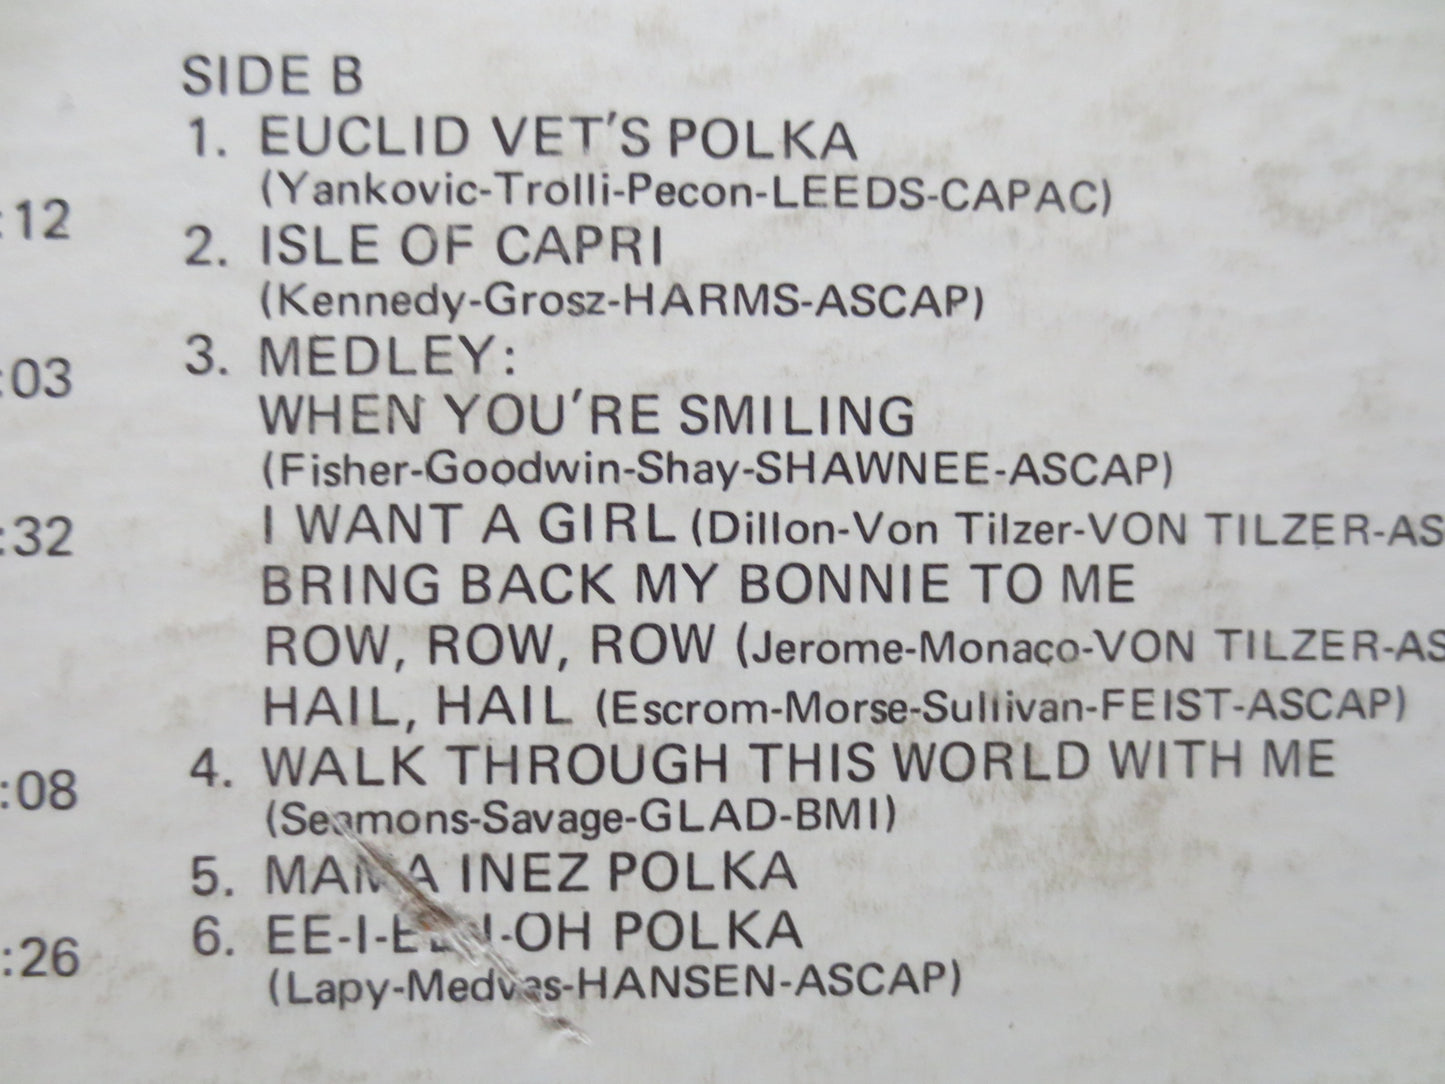 SIDE B
1. EUCLID VET'S POLKA
(Yankovic-Trolli-Pecon-LEEDS-CAPAC)
:12
2. ISLE OF CAPRI
(Kennedy-Grosz-HARMS-ASCAP)
3. MEDLEY:
:03
WHEN YOU'RE SMILING
(Fisher-Goodwin-Shay-SHAWNEE-ASCAP)
:32 I WANT A GIRL (Dillon-Von Tilzer-VON TILZER-AS
BRING BACK MY BONNIE TO ME
ROW, ROW, ROW (Jerome-Monaco-VON TILZER-AS
HAIL, HAIL (Escrom-Morse-Sullivan-FEIST-ASCAP)
:08 4. WALK THROUGH THIS WORLD WITH ME
(Seamons-Savage-GLAD-BMI)
5. MAMA INEZ POLKA
6. POLKA
:26
(Lapy-Medves-HANSEN-ASCAP)